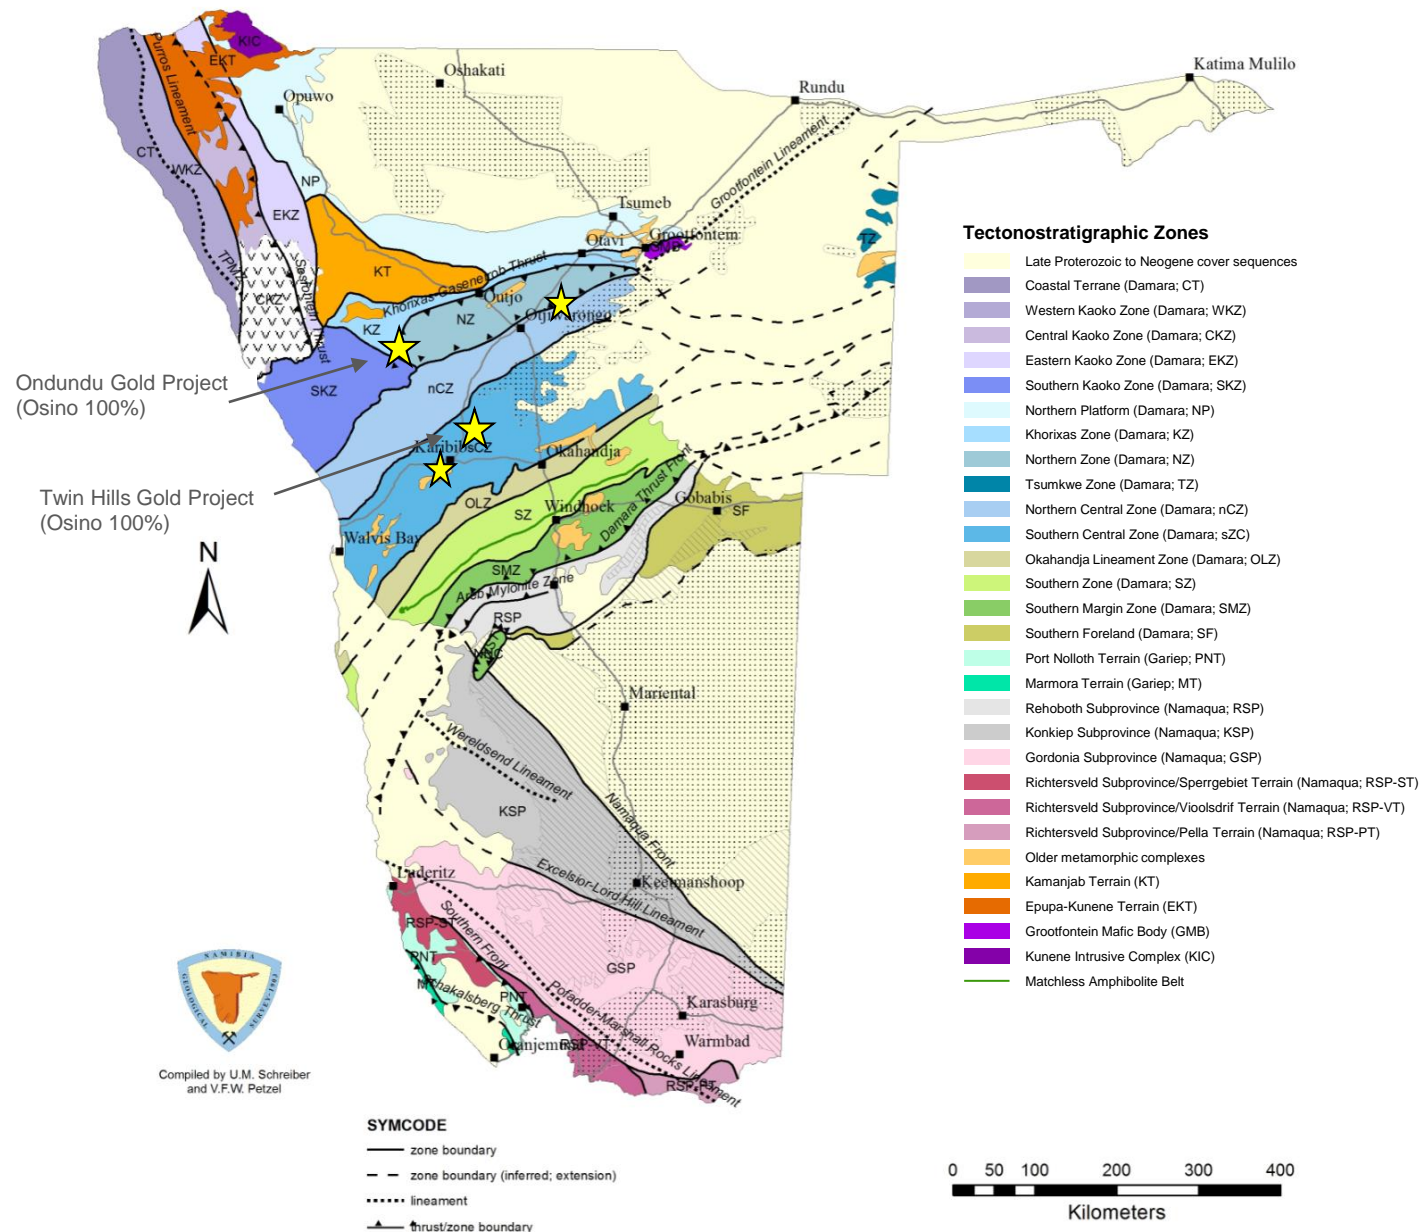 KIC
EKT
Purros Lineament
Oshakati
Opuwo
Rundu
Katima Mulilo
CT
WKZ
NP
EKZ
Tsumeb
Grootfontein Lineament
Grootfontein
Otavi
TZ
KT
Khorixas-Gaseneirob Thrust
Sesfontein Thrust
CKZ
Outjo
NZ
KZ
Otjiwarongo
SKZ
nCZ
Ondundu Gold Project
(Osino 100%)
Karibib
sCZ
Okahandja
Twin Hills Gold Project
(Osino 100%)
OLZ
SZ
Windhoek
Damara Thrust Front
Gobabis
SF
Walvis Bay
N
SMZ
Areb Mylonite Zone
RSP
Mariental
Wereldsend Lineament
KSP
Namaqua Front
Excelsior-Lord Hill Lineament
Keetmanshoop
Luderitz
RSP-ST
Southern Front
PNT
GSP
PNT
Schakalsberg Thrust
Pofadder-Marshall Rocks Lineament
Karasburg
Warmbad
Oranjemund
RSP-VT
RSP-PT
Tectonostratigraphic Zones
Late Proterozoic to Neogene cover sequences
Coastal Terrane (Damara; CT)
Western Kaoko Zone (Damara; WKZ)
Central Kaoko Zone (Damara; CKZ)
Eastern Kaoko Zone (Damara; EKZ)
Southern Kaoko Zone (Damara; SKZ)
Northern Platform (Damara; NP)
Khorixas Zone (Damara; KZ)
Northern Zone (Damara; NZ)
Tsumkwe Zone (Damara; TZ)
Northern Central Zone (Damara; nCZ)
Southern Central Zone (Damara; sZC)
Okahandja Lineament Zone (Damara; OLZ)
Southern Zone (Damara; SZ)
Southern Margin Zone (Damara; SMZ)
Southern Foreland (Damara; SF)
Port Nolloth Terrain (Gariep; PNT)
Marmora Terrain (Gariep; MT)
Rehoboth Subprovince (Namaqua; RSP)
Konkiep Subprovince (Namaqua; KSP)
Gordonia Subprovince (Namaqua; GSP)
Richtersveld Subprovince/Sperrgebiet Terrain (Namaqua; RSP-ST)
Richtersveld Subprovince/Vioolsdrif Terrain (Namaqua; RSP-VT)
Richtersveld Subprovince/Pella Terrain (Namaqua; RSP-PT)
Older metamorphic complexes
Kamanjab Terrain (KT)
Epupa-Kunene Terrain (EKT)
Grootfontein Mafic Body (GMB)
Kunene Intrusive Complex (KIC)
Matchless Amphibolite Belt
NAMIBIA
GEOLOGICAL SURVEY-1903
Compiled by U.M. Schreiber
and V.F.W. Petzel
SYMCODE
zone boundary
zone boundary (inferred; extension)
lineament
thrust/zone boundary
0 50 100 200 300 400
Kilometers